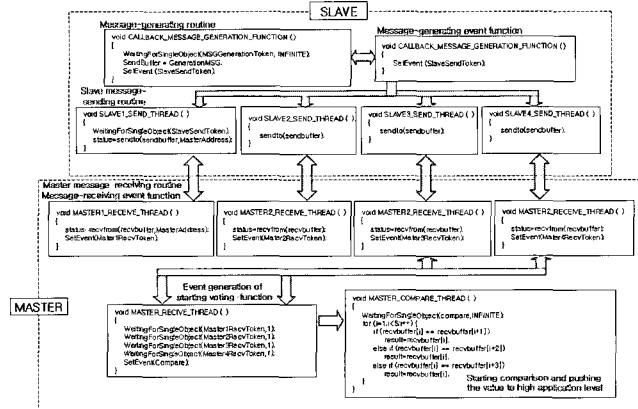 SLAVE
Message-generating routine
void CALLBACK_MESSAGE_GENERATION_FUNCTION ()
{
WaitingForSingleObject(MSGGenerationToken, INFINITE);
SendBuffer = GenerationMSG;
SetEvent (SlaveSendToken);
}
Message-generating event function
void CALLBACK_MESSAGE_GENERATION_FUNCTION ()
{
SetEvent (SlaveSendToken);
}
Slave message-
sending routine
void SLAVE1_SEND_THREAD ( )
{
WaitingForSingleObject(SlaveSendToken);
status=sendto(sendbuffer,MasterAddress);
}
void SLAVE2_SEND_THREAD ( )
{
sendto(sendbuffer);
}
void SLAVE3_SEND_THREAD ( )
{
sendto(sendbuffer);
}
void SLAVE4_SEND_THREAD ( )
{
sendto(sendbuffer);
}
Master message-receiving routine
Message-receiving event function
void MASTER1_RECEIVE_THREAD ( )
{
status=recvfrom(recvbuffer,MasterAddress);
SetEvent(Master1RecvToken);
}
void MASTER2_RECEIVE_THREAD ( )
{
status=recvfrom(recvbuffer);
SetEvent(Master2RecvToken);
}
void MASTER2_RECEIVE_THREAD ( )
{
status=recvfrom(recvbuffer);
SetEvent(Master3RecvToken);
}
void MASTER2_RECEIVE_THREAD ( )
{
status=recvfrom(recvbuffer);
SetEvent(Master4RecvToken);
}
MASTER
Event generation of
starting voting function
void MASTER_RECIVE_THREAD ( )
{
WaitingForSingleObject(Master1RacvToken,1);
WaitingForSingleObject(Master2RacvToken,1);
WaitingForSingleObject(Master3RacvToken,1);
WaitingForSingleObject(Master4RacvToken,1);
SetEvent(Compare);
}
void MASTER_COMPARE_THREAD ( )
{
WaitingForSingleObject(compare,INFINITE);
for (i=1;i<5;i++) {
if (recvbuffer[i] == recvbuffer[i+1])
result=recvbuffer[i];
else if (recvbuffer[i] == recvbuffer[i+2])
result=recvbuffer[i];
else if (recvbuffer[i] == recvbuffer[i+3])
result=recvbuffer[i];
}
Starting comparison and pushing
the value to high application level